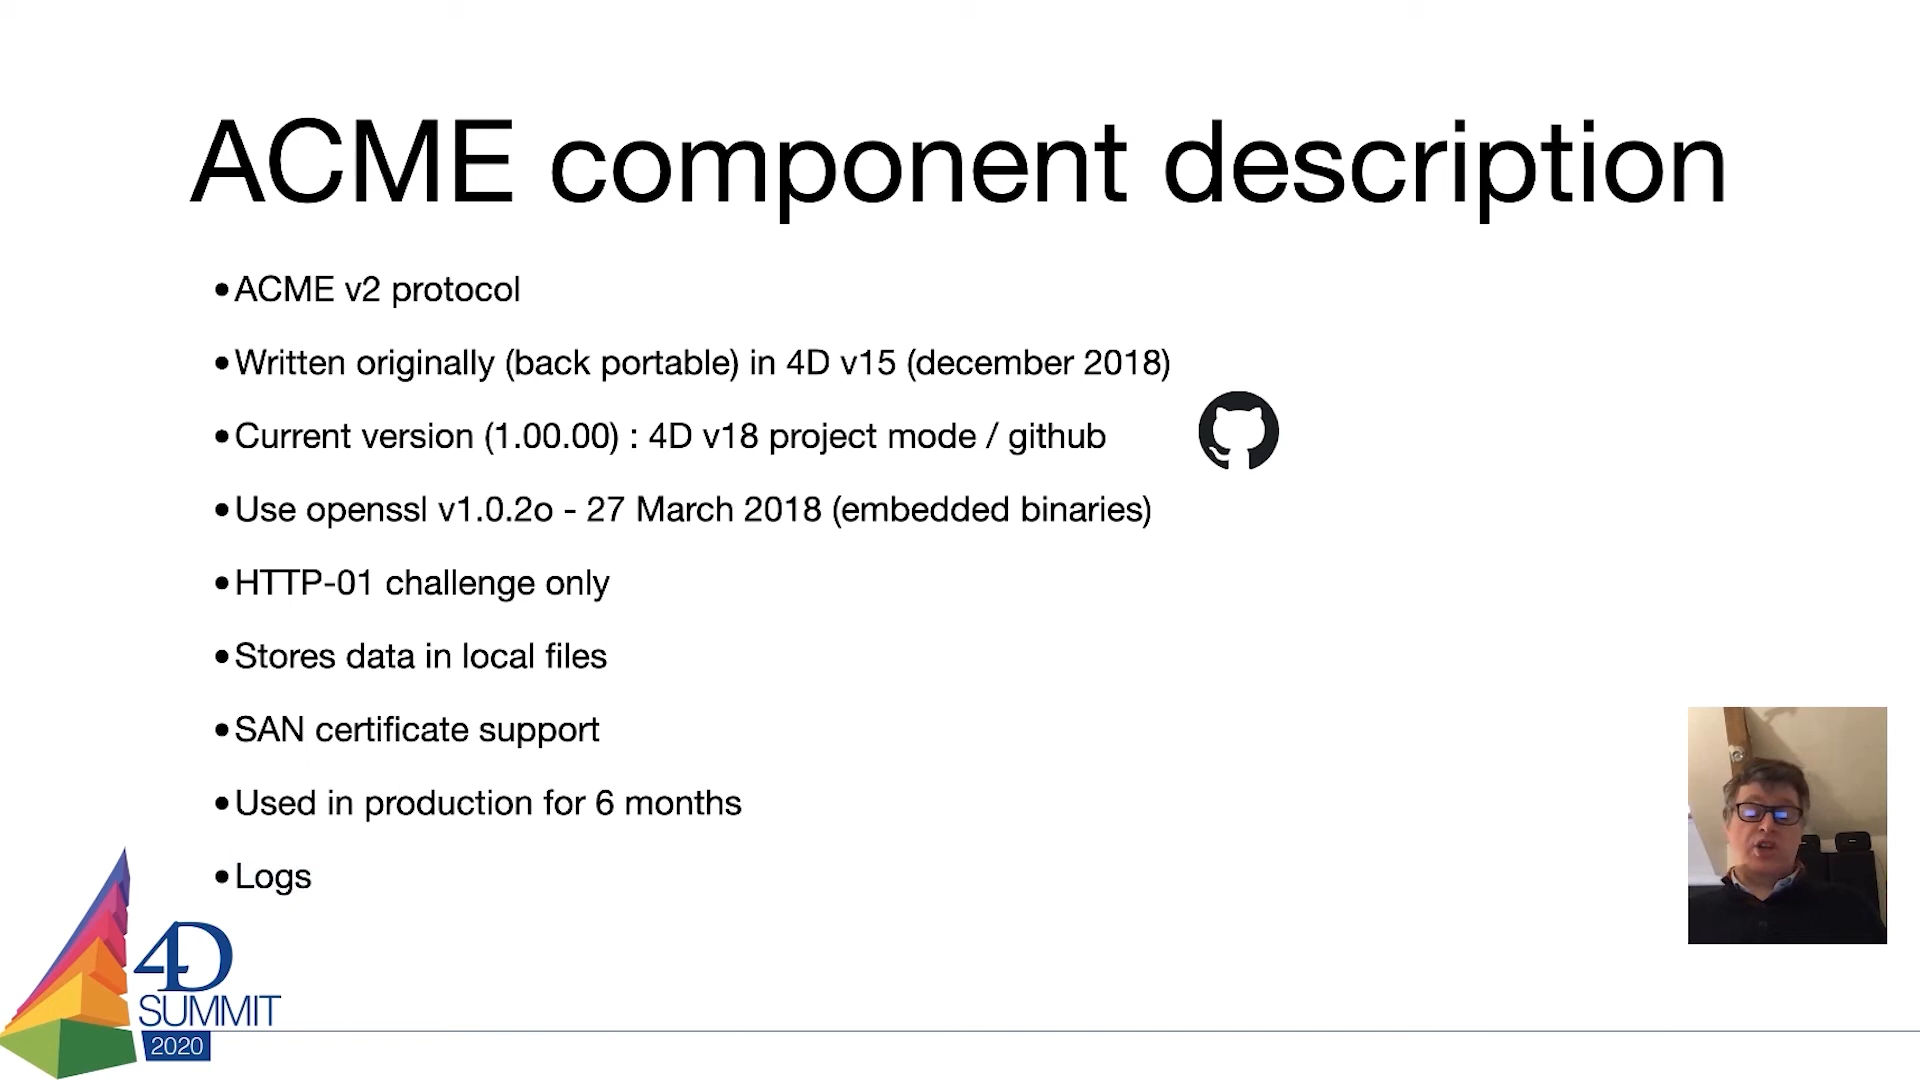 ACME component description
•ACME v2 protocol
•Written originally (back portable) in 4D v15 (december 2018)
•Current version (1.00.00) : 4D v18 project mode / github
•Use openssl v1.0.2o - 27 March 2018 (embedded binaries)
•HTTP-01 challenge only
•Stores data in local files
•SAN certificate support
•Used in production for 6 months
•Logs
4D
SUMMIT
2020